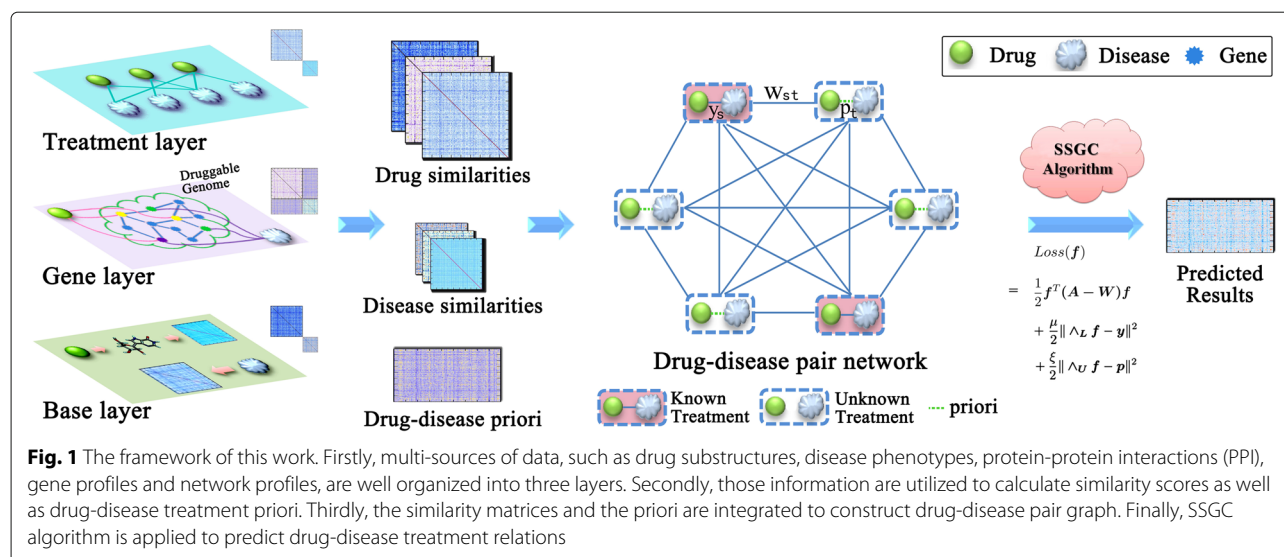 Drug Disease Gene
Treatment layer
Druggable
Genome
Gene layer
Base layer
Drug similarities
Disease similarities
Drug-disease priori
W_st
y_s
p_t
Drug-disease pair network
Known
Treatment
Unknown
Treatment
priori
SSGC
Algorithm
Loss(f)
= 1/2 f^T (A − W) f
+ μ/2 ‖ ∧_L f − y‖^2
+ ξ/2 ‖ ∧_U f − p‖^2
Predicted
Results
Fig. 1 The framework of this work. Firstly, multi-sources of data, such as drug substructures, disease phenotypes, protein-protein interactions (PPI),
gene profiles and network profiles, are well organized into three layers. Secondly, those information are utilized to calculate similarity scores as well
as drug-disease treatment priori. Thirdly, the similarity matrices and the priori are integrated to construct drug-disease pair graph. Finally, SSGC
algorithm is applied to predict drug-disease treatment relations